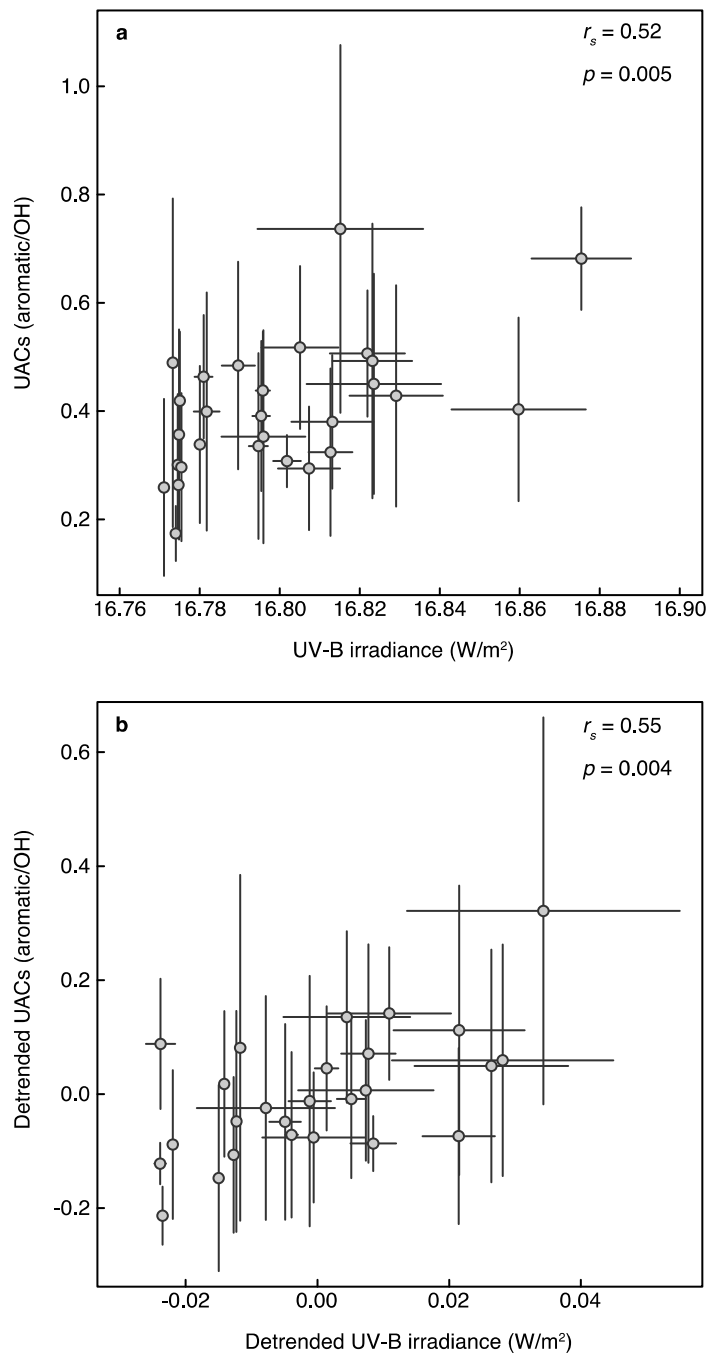 a
r_s = 0.52
p = 0.005
1.0
0.8
0.6
0.4
0.2
UACs (aromatic/OH)
16.76 16.78 16.80 16.82 16.84 16.86 16.88 16.90
UV-B irradiance (W/m²)
b
r_s = 0.55
p = 0.004
0.6
0.4
0.2
0.0
-0.2
Detrended UACs (aromatic/OH)
-0.02 0.00 0.02 0.04
Detrended UV-B irradiance (W/m²)